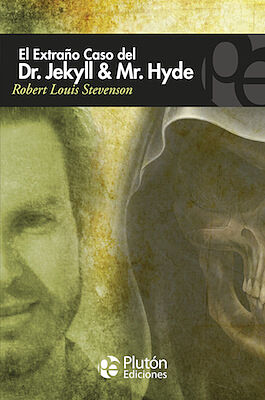 El Extraño Caso del
Dr. Jekyll & Mr. Hyde
Robert Louis Stevenson
Plutón
Ediciones